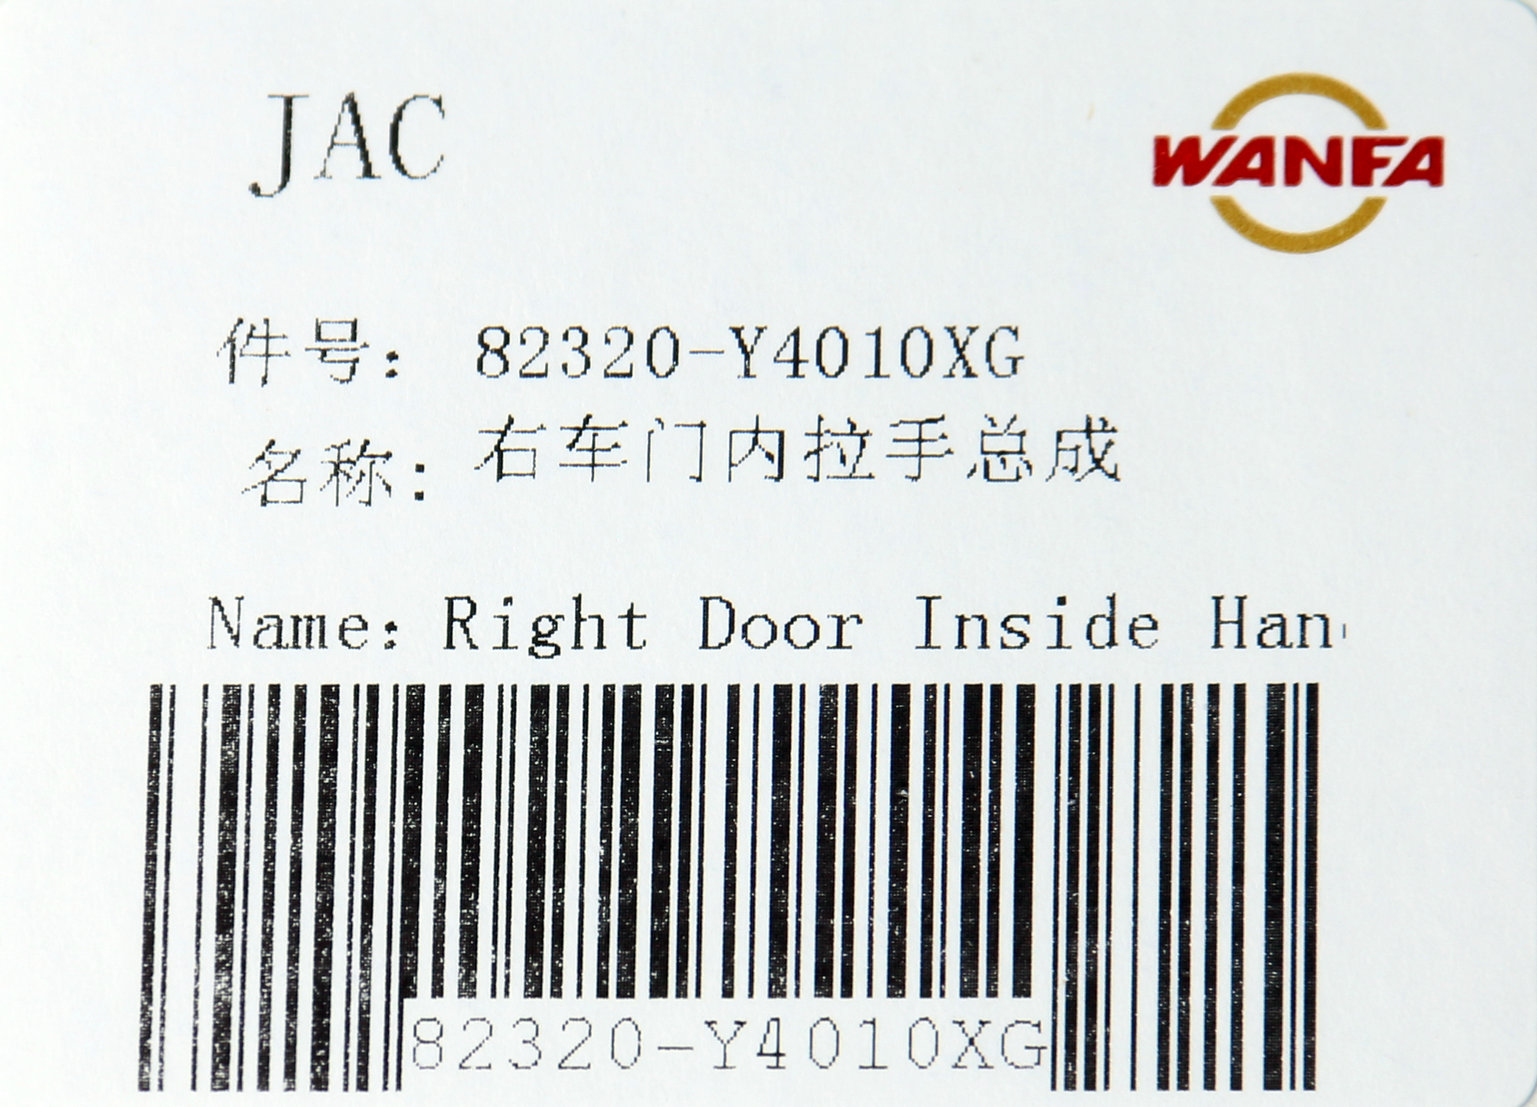 JAC
WANFA
件号: 82320-Y4010XG
名称: 右车门内拉手总成
Name: Right Door Inside Han
82320-Y4010XG